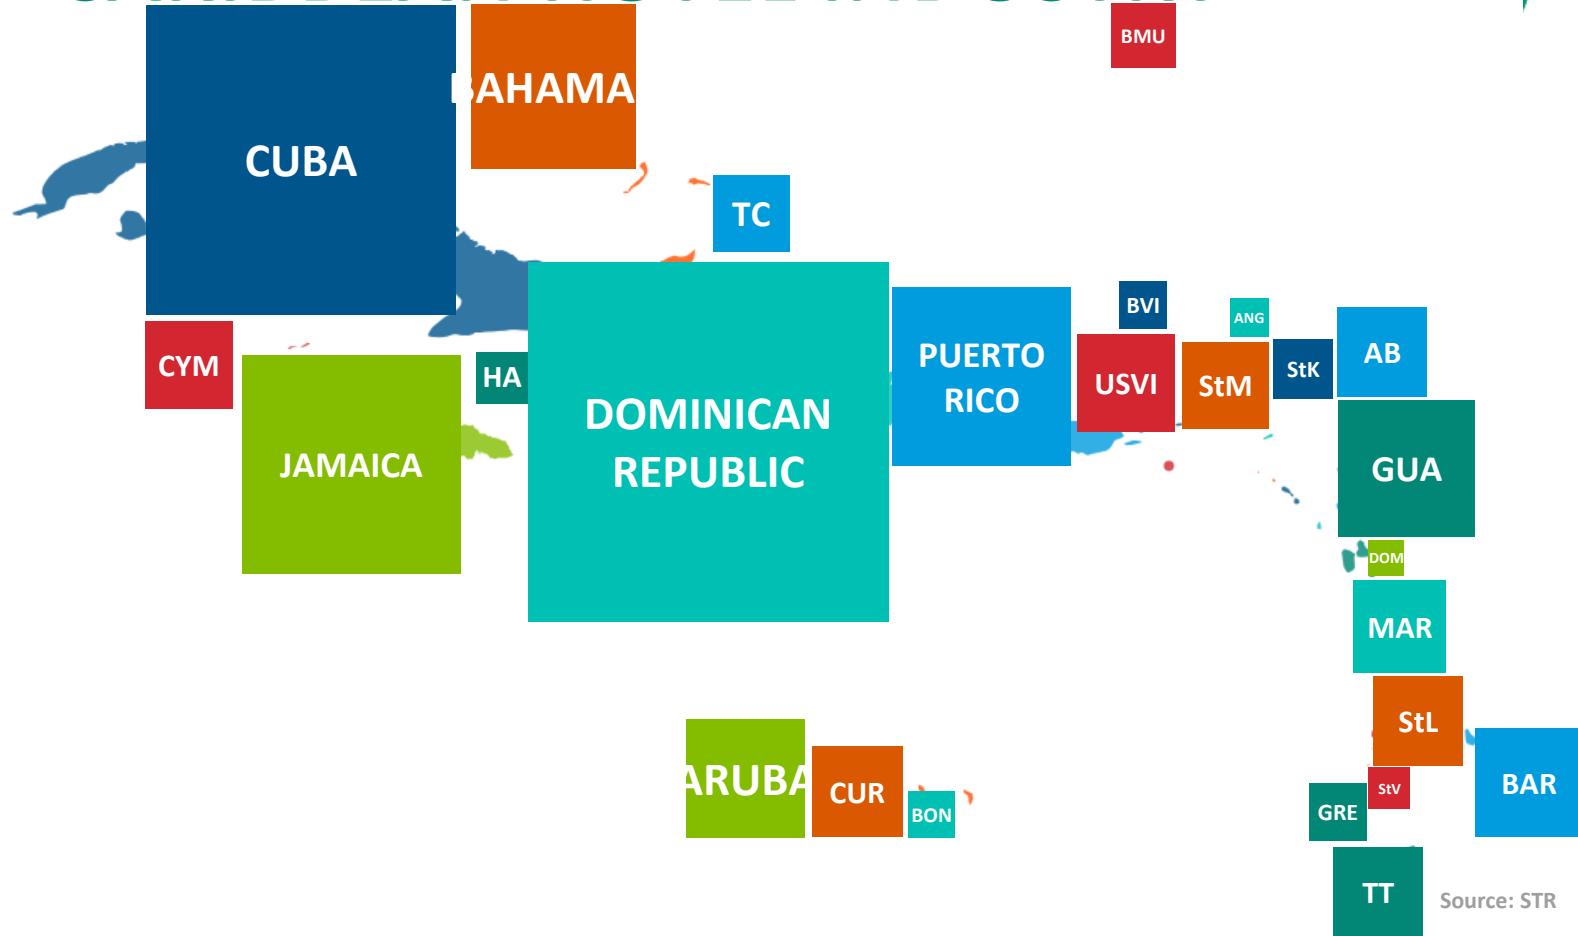 BMU
BAHAMA
CUBA
TC
BVI
ANG
CYM
HA
PUERTO
RICO
USVI
StM
StK
AB
DOMINICAN
REPUBLIC
JAMAICA
GUA
DOM
MAR
StL
ARUBA
CUR
BON
StV
GRE
BAR
TT
Source: STR